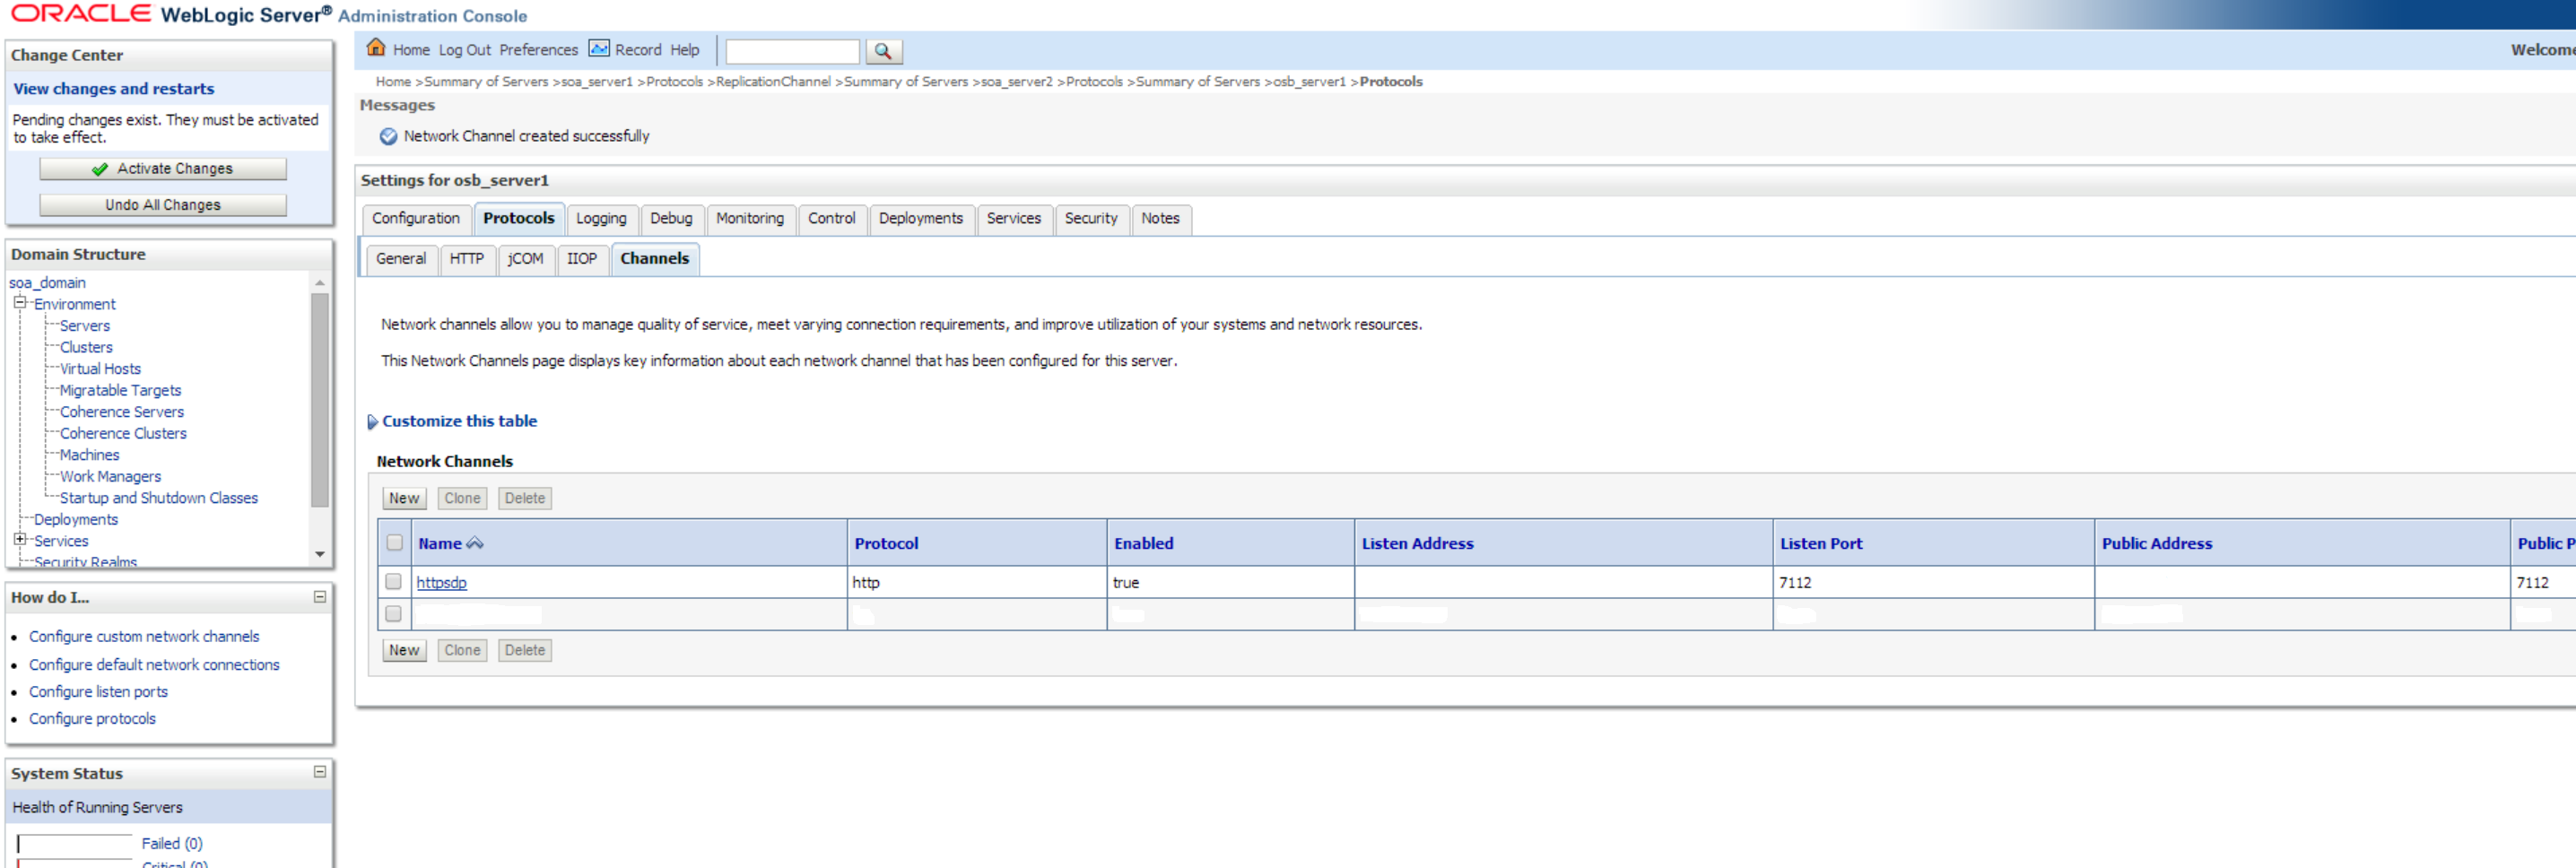 ORACLE WebLogic Server® Administration Console
Change Center
View changes and restarts
Pending changes exist. They must be activated
to take effect.
Activate Changes
Undo All Changes
Domain Structure
soa_domain
Environment
Servers
Clusters
Virtual Hosts
Migratable Targets
Coherence Servers
Coherence Clusters
Machines
Work Managers
Startup and Shutdown Classes
Deployments
Services
Security Realms
How do I...
Configure custom network channels
Configure default network connections
Configure listen ports
Configure protocols
System Status
Health of Running Servers
Failed (0)
Critical (0)
Home Log Out Preferences Record Help
Welcome
Home >Summary of Servers >soa_server1 >Protocols >ReplicationChannel >Summary of Servers >soa_server2 >Protocols >Summary of Servers >osb_server1 >Protocols
Messages
Network Channel created successfully
Settings for osb_server1
Configuration Protocols Logging Debug Monitoring Control Deployments Services Security Notes
General HTTP jCOM IIOP Channels
Network channels allow you to manage quality of service, meet varying connection requirements, and improve utilization of your systems and network resources.
This Network Channels page displays key information about each network channel that has been configured for this server.
Customize this table
Network Channels
New Clone Delete
Name Protocol Enabled Listen Address Listen Port Public Address Public P
httpsdp http true 7112 7112
New Clone Delete